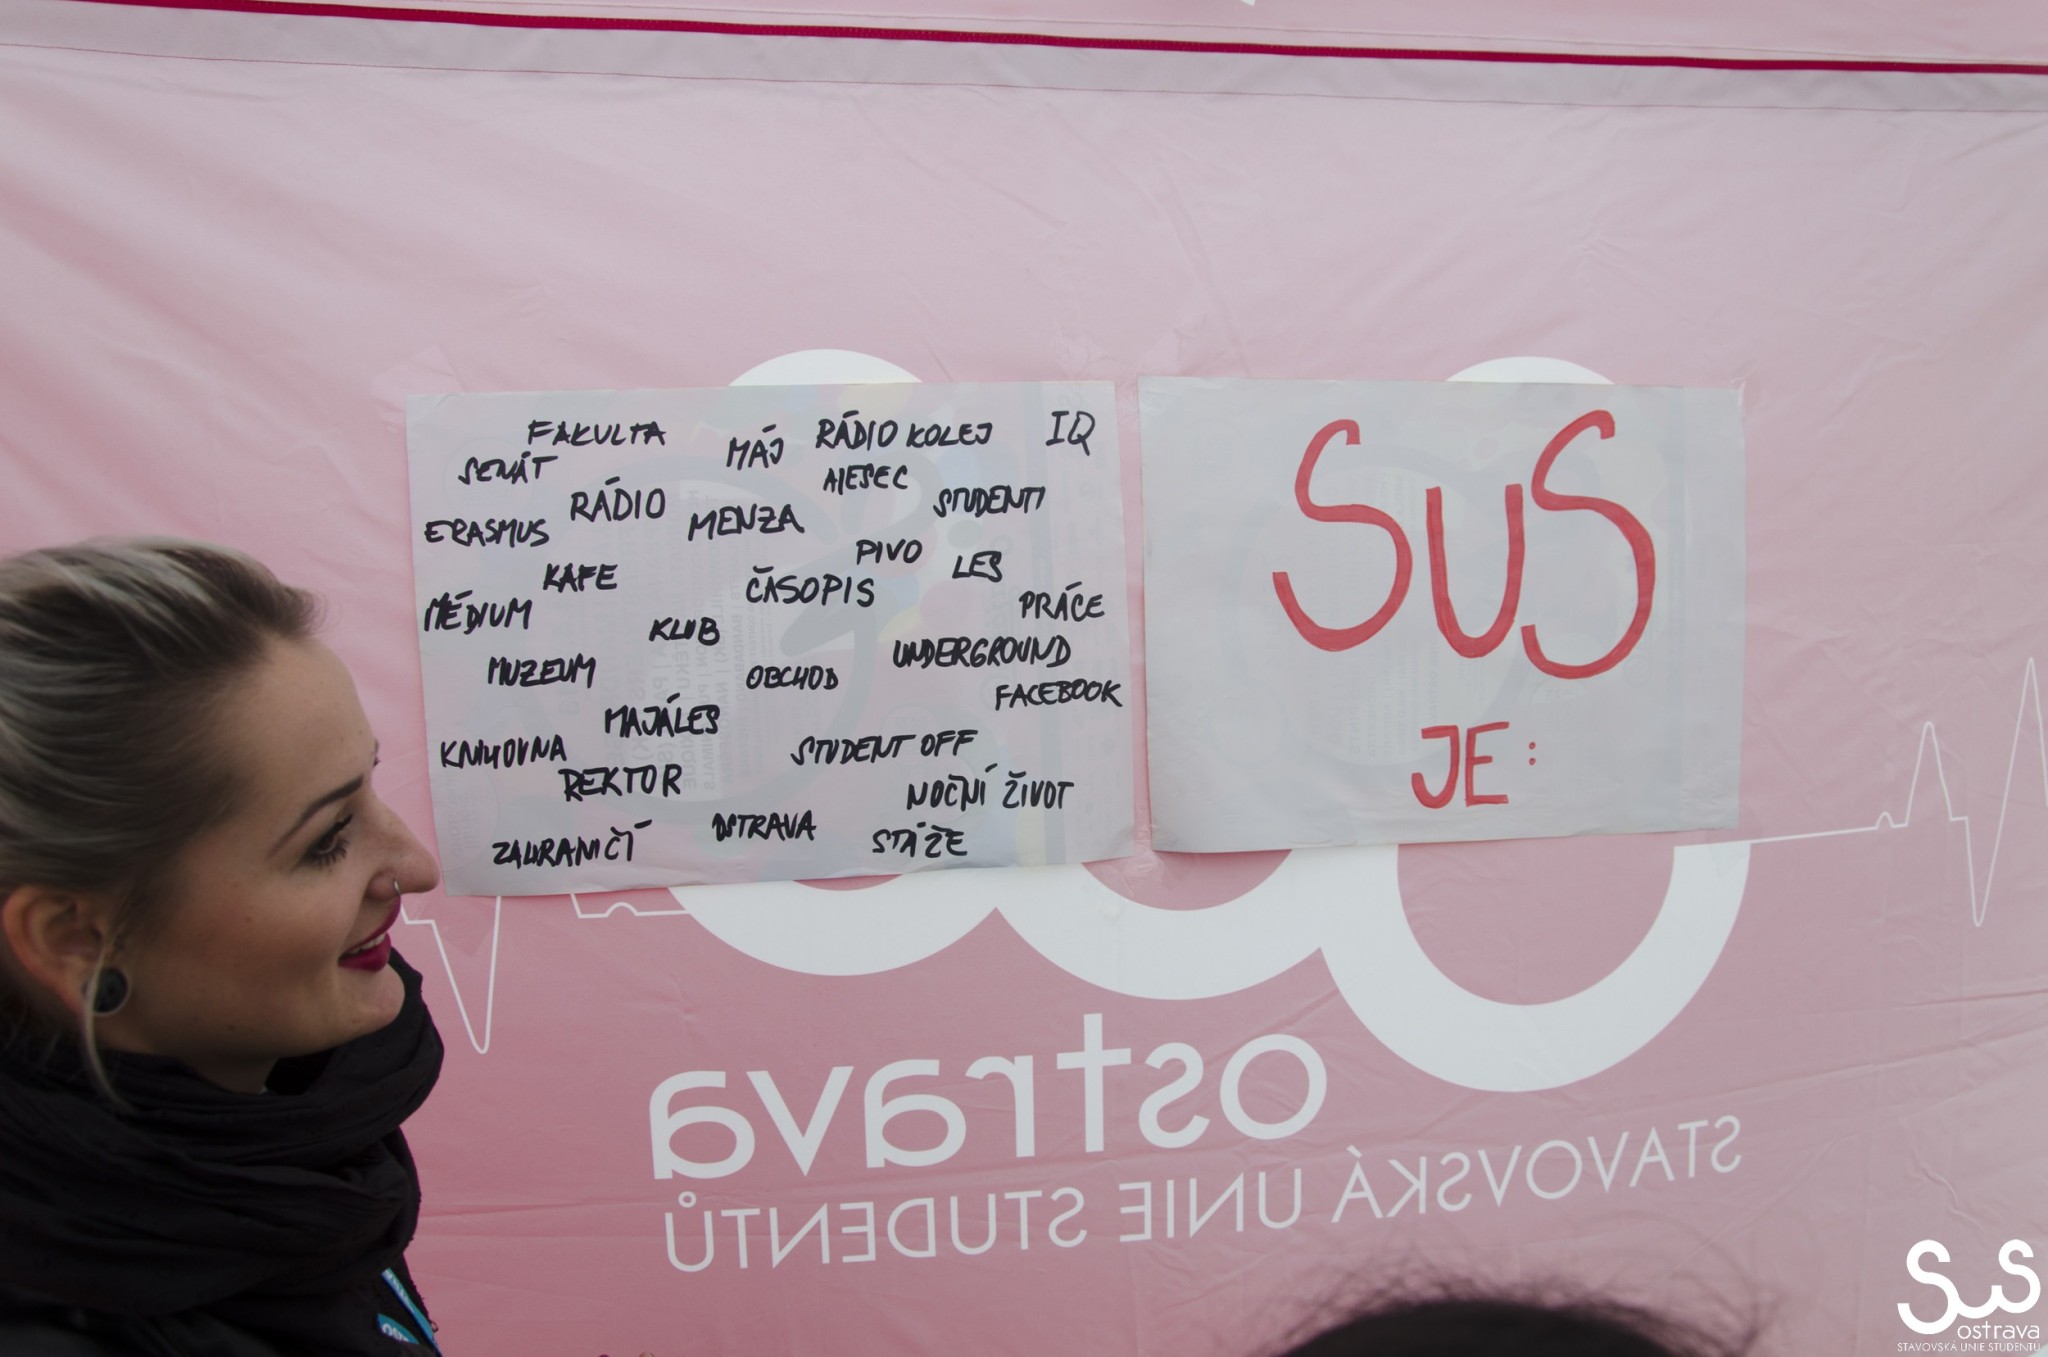 FAKULTA
MÁJ
RÁDIO KOLEJ
IQ
SENÁT
AIESEC
RÁDIO
STUDENTI
ERASMUS
MENZA
PIVO
LES
KAFE
ČASOPIS
PRÁCE
MÉDIUM
KLUB
UNDERGROUND
MUZEUM
OBCHOD
FACEBOOK
MAJÁLES
KNIHOVNA
STUDENT OFF
REKTOR
NOČNÍ ŽIVOT
OSTRAVA
STÁŽE
ZAHRANIČÍ
SUS
JE:
ostrava
STAVOVSKÁ UNIE STUDENTŮ
SuS
ostrava
STAVOVSKÁ UNIE STUDENTŮ